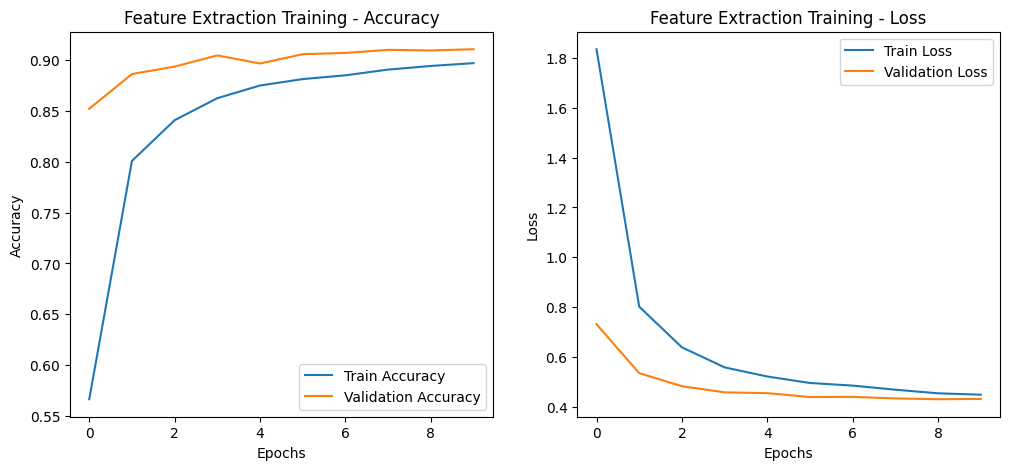 Feature Extraction Training - Accuracy
Accuracy
0.90
0.85
0.80
0.75
0.70
0.65
0.60
0.55
Train Accuracy
Validation Accuracy
0 2 4 6 8
Epochs
Feature Extraction Training - Loss
Loss
1.8
1.6
1.4
1.2
1.0
0.8
0.6
0.4
Train Loss
Validation Loss
0 2 4 6 8
Epochs